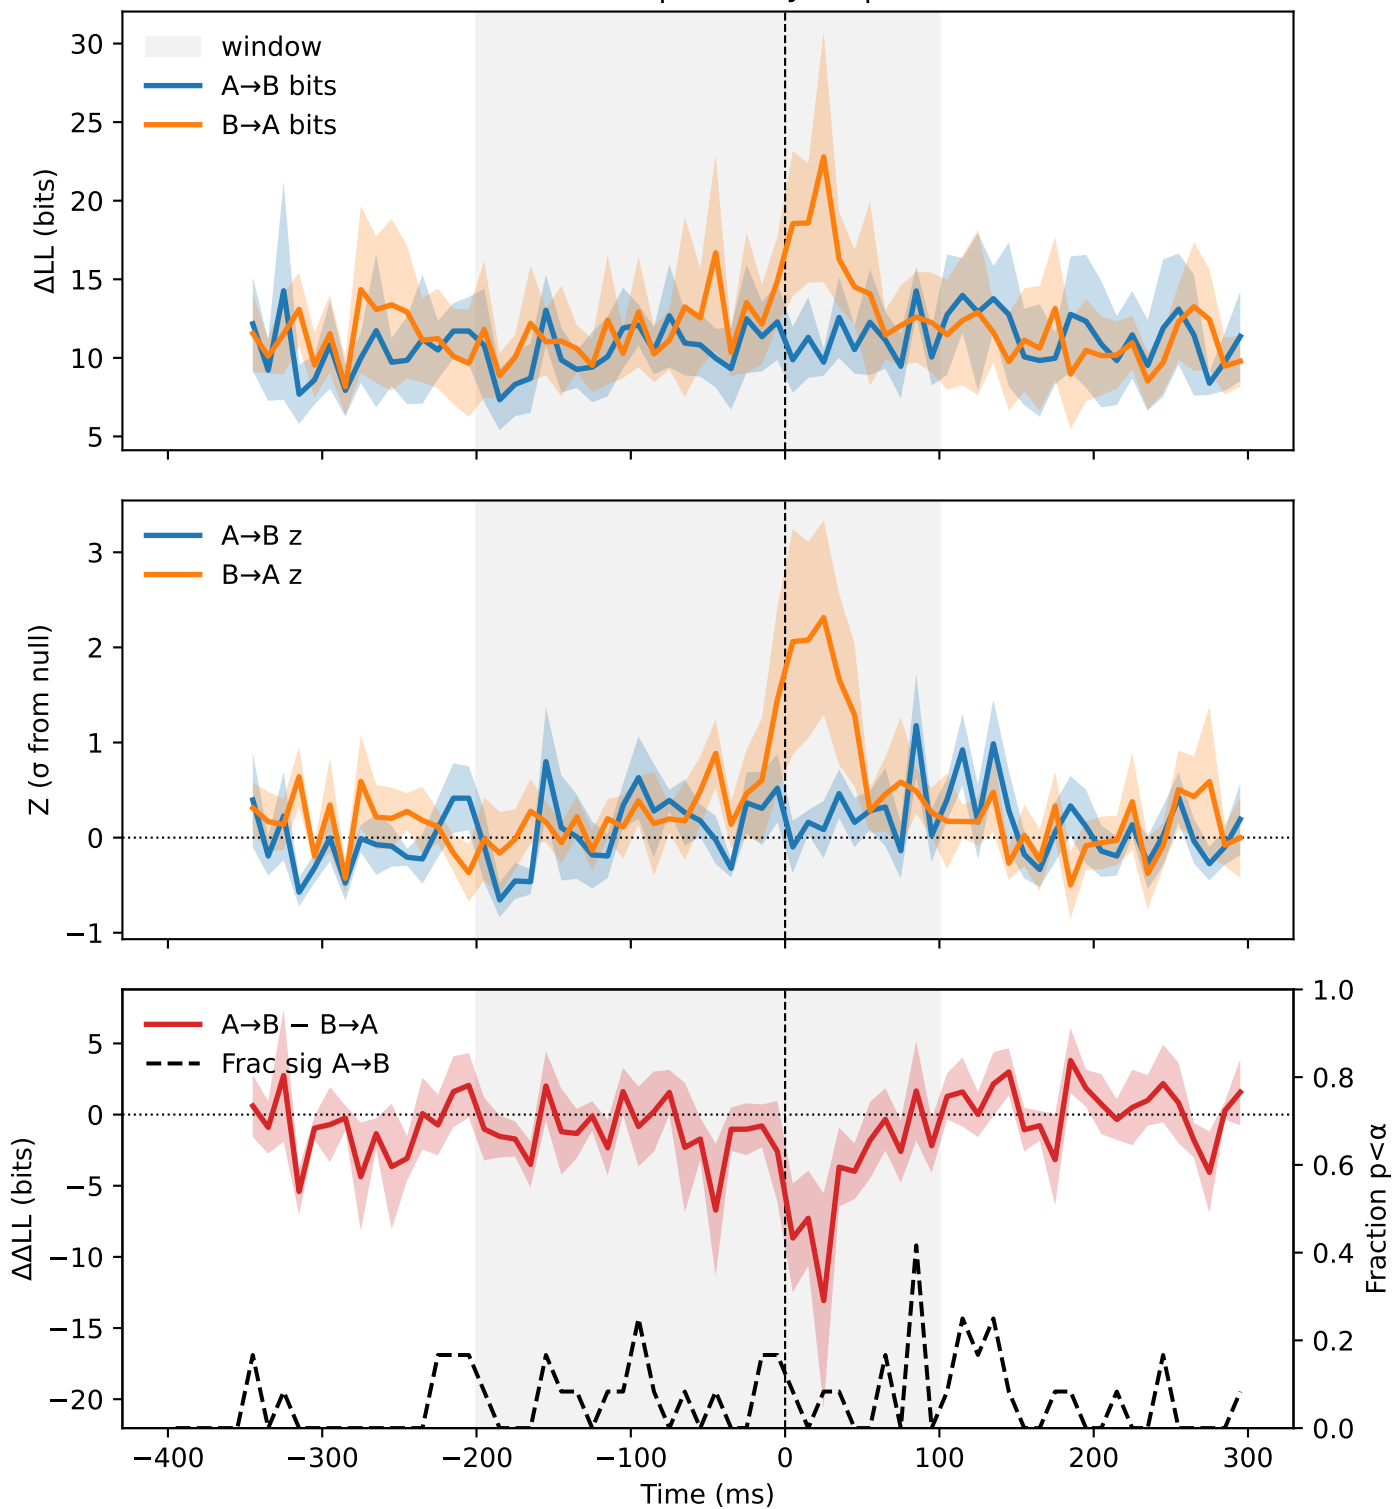 30
25
20
15
10
5
ΔLL (bits)
window
A→B bits
B→A bits
3
2
1
0
−1
Z (σ from null)
A→B z
B→A z
5
0
−5
−10
−15
−20
ΔΔLL (bits)
A→B − B→A
Frac sig A→B
1.0
0.8
0.6
0.4
0.2
0.0
Fraction p<α
−400 −300 −200 −100 0 100 200 300
Time (ms)